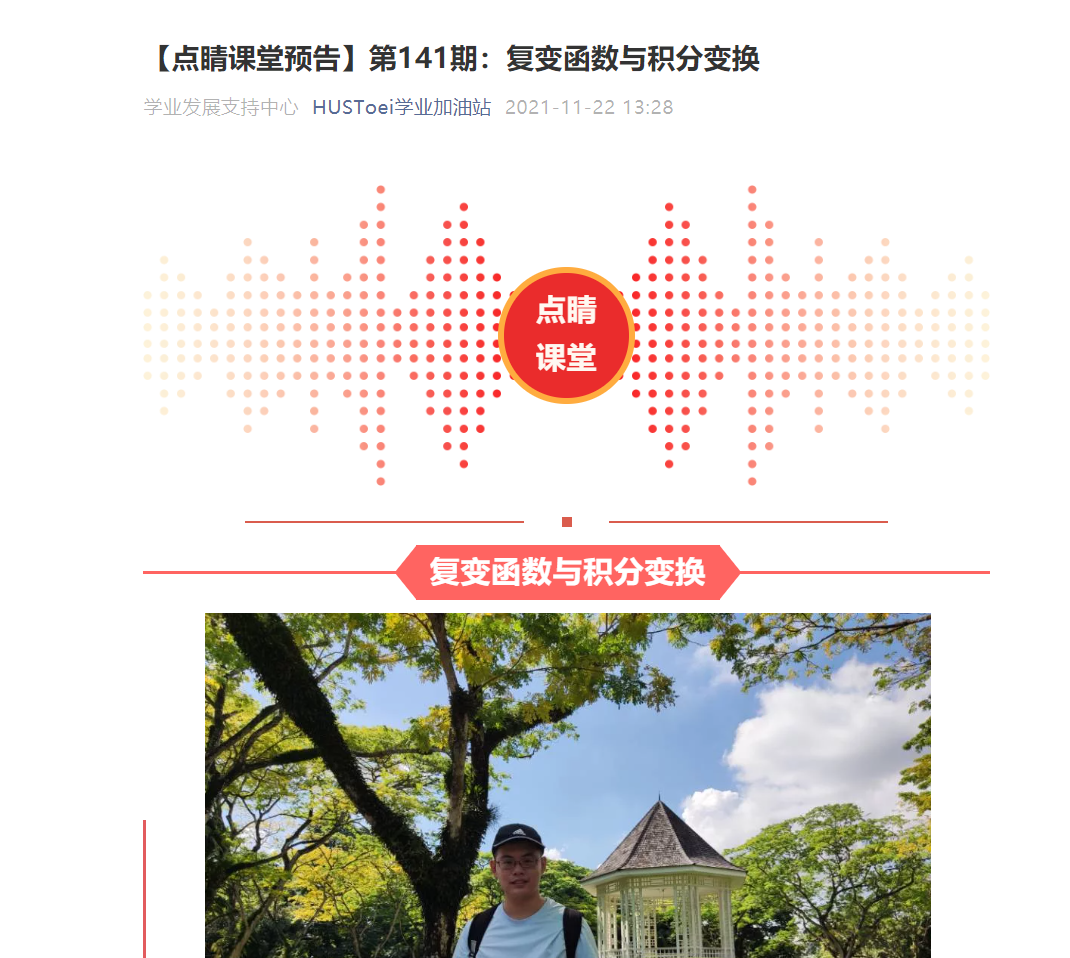 【点睛课堂预告】第141期：复变函数与积分变换
学业发展支持中心 HUSToei学业加油站 2021-11-22 13:28
点睛
课堂
复变函数与积分变换